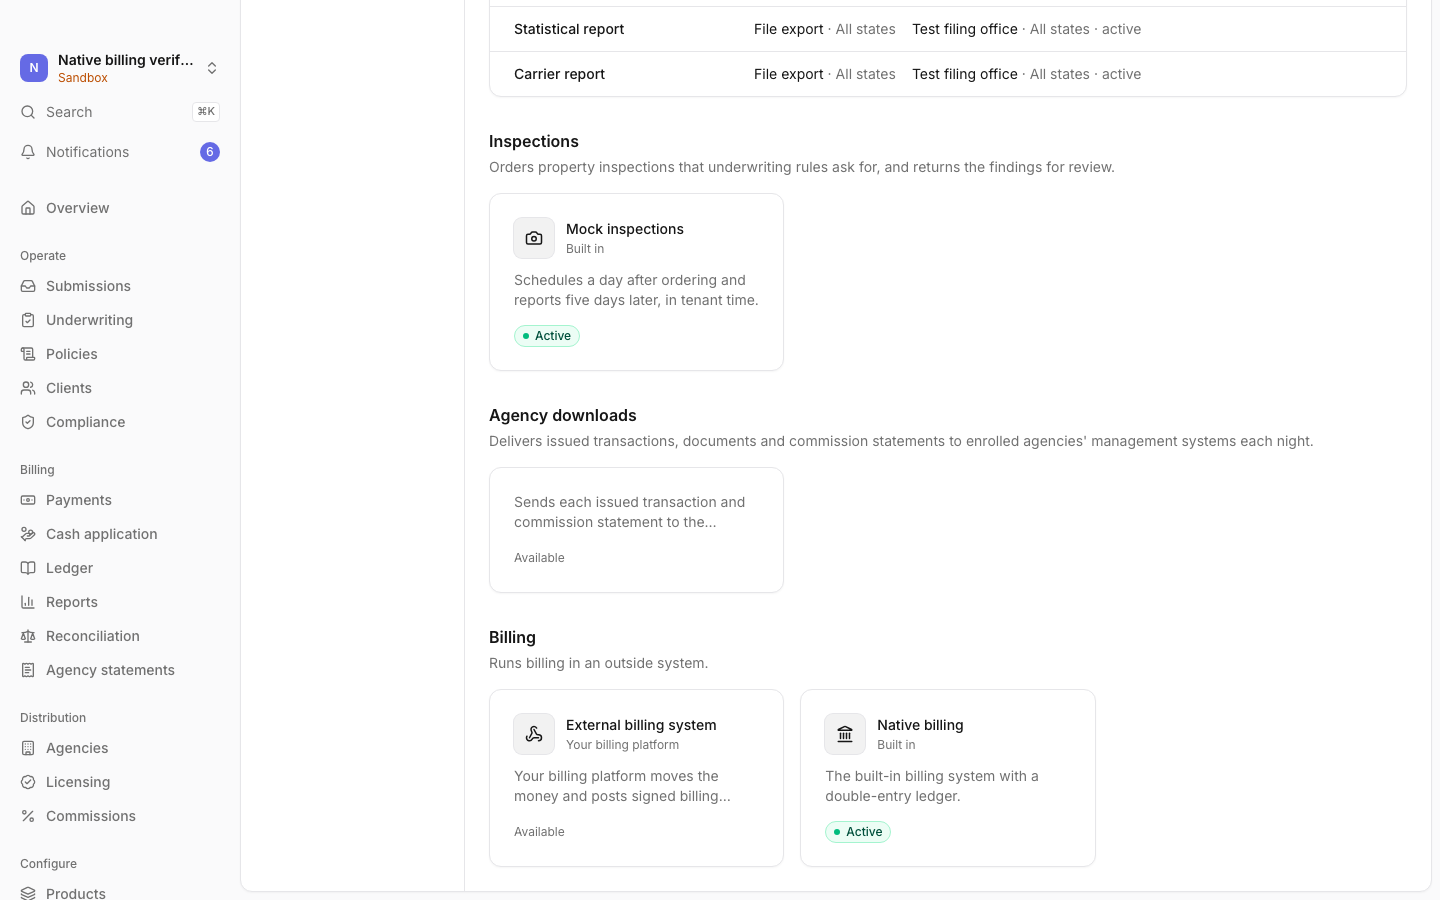 N
Native billing verif...
Sandbox
Search
⌘K
Notifications
6
Overview
Operate
Submissions
Underwriting
Policies
Clients
Compliance
Billing
Payments
Cash application
Ledger
Reports
Reconciliation
Agency statements
Distribution
Agencies
Licensing
Commissions
Configure
Products
Statistical report File export · All states Test filing office · All states · active
Carrier report File export · All states Test filing office · All states · active
Inspections
Orders property inspections that underwriting rules ask for, and returns the findings for review.
Mock inspections
Built in
Schedules a day after ordering and
reports five days later, in tenant time.
Active
Agency downloads
Delivers issued transactions, documents and commission statements to enrolled agencies' management systems each night.
Sends each issued transaction and
commission statement to the...
Available
Billing
Runs billing in an outside system.
External billing system
Your billing platform
Your billing platform moves the
money and posts signed billing...
Available
Native billing
Built in
The built-in billing system with a
double-entry ledger.
Active